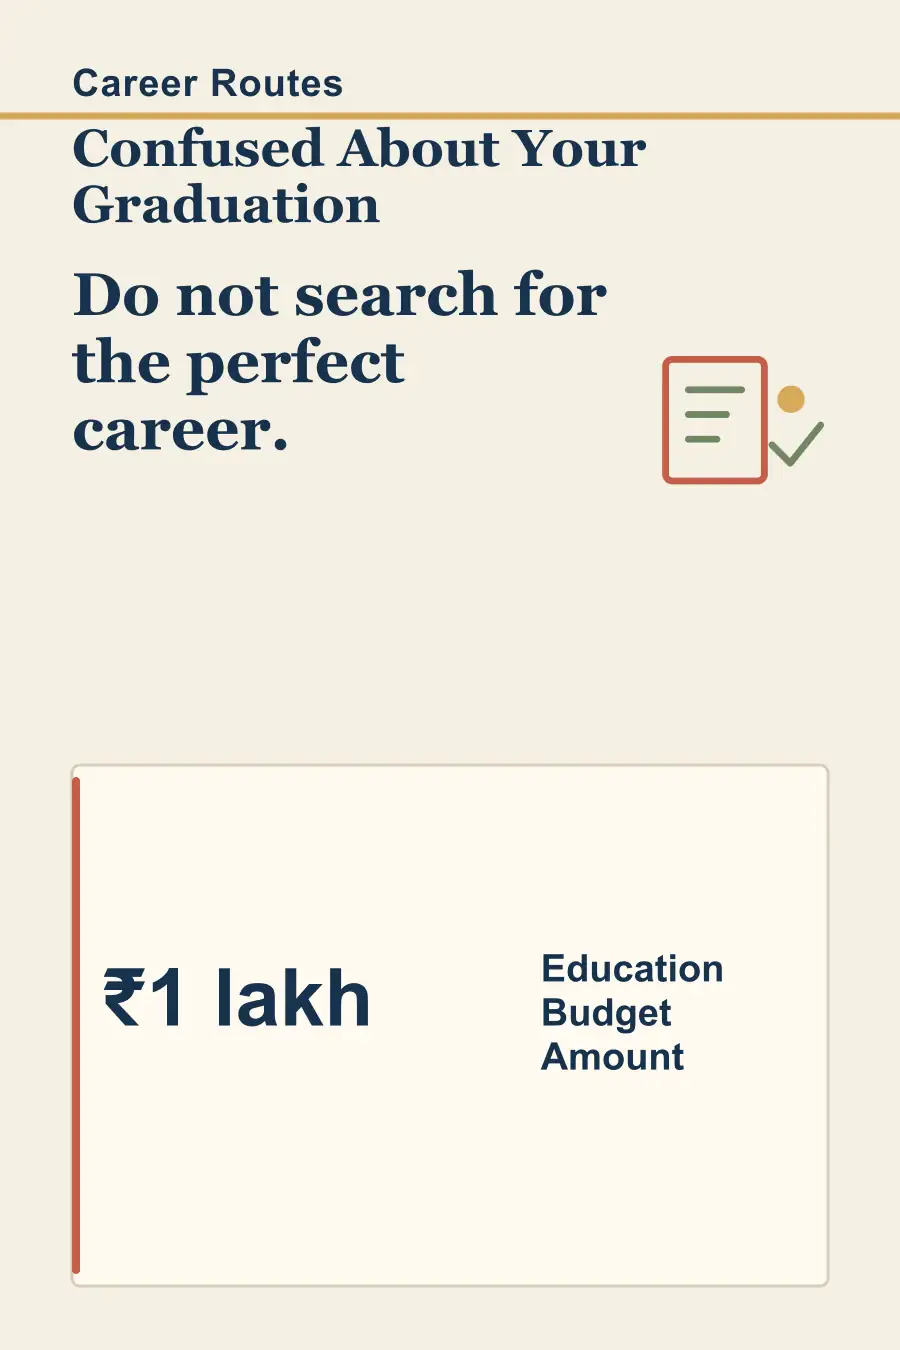 Career Routes
Confused About Your
Graduation
Do not search for
the perfect
career.
₹1 lakh
Education
Budget
Amount